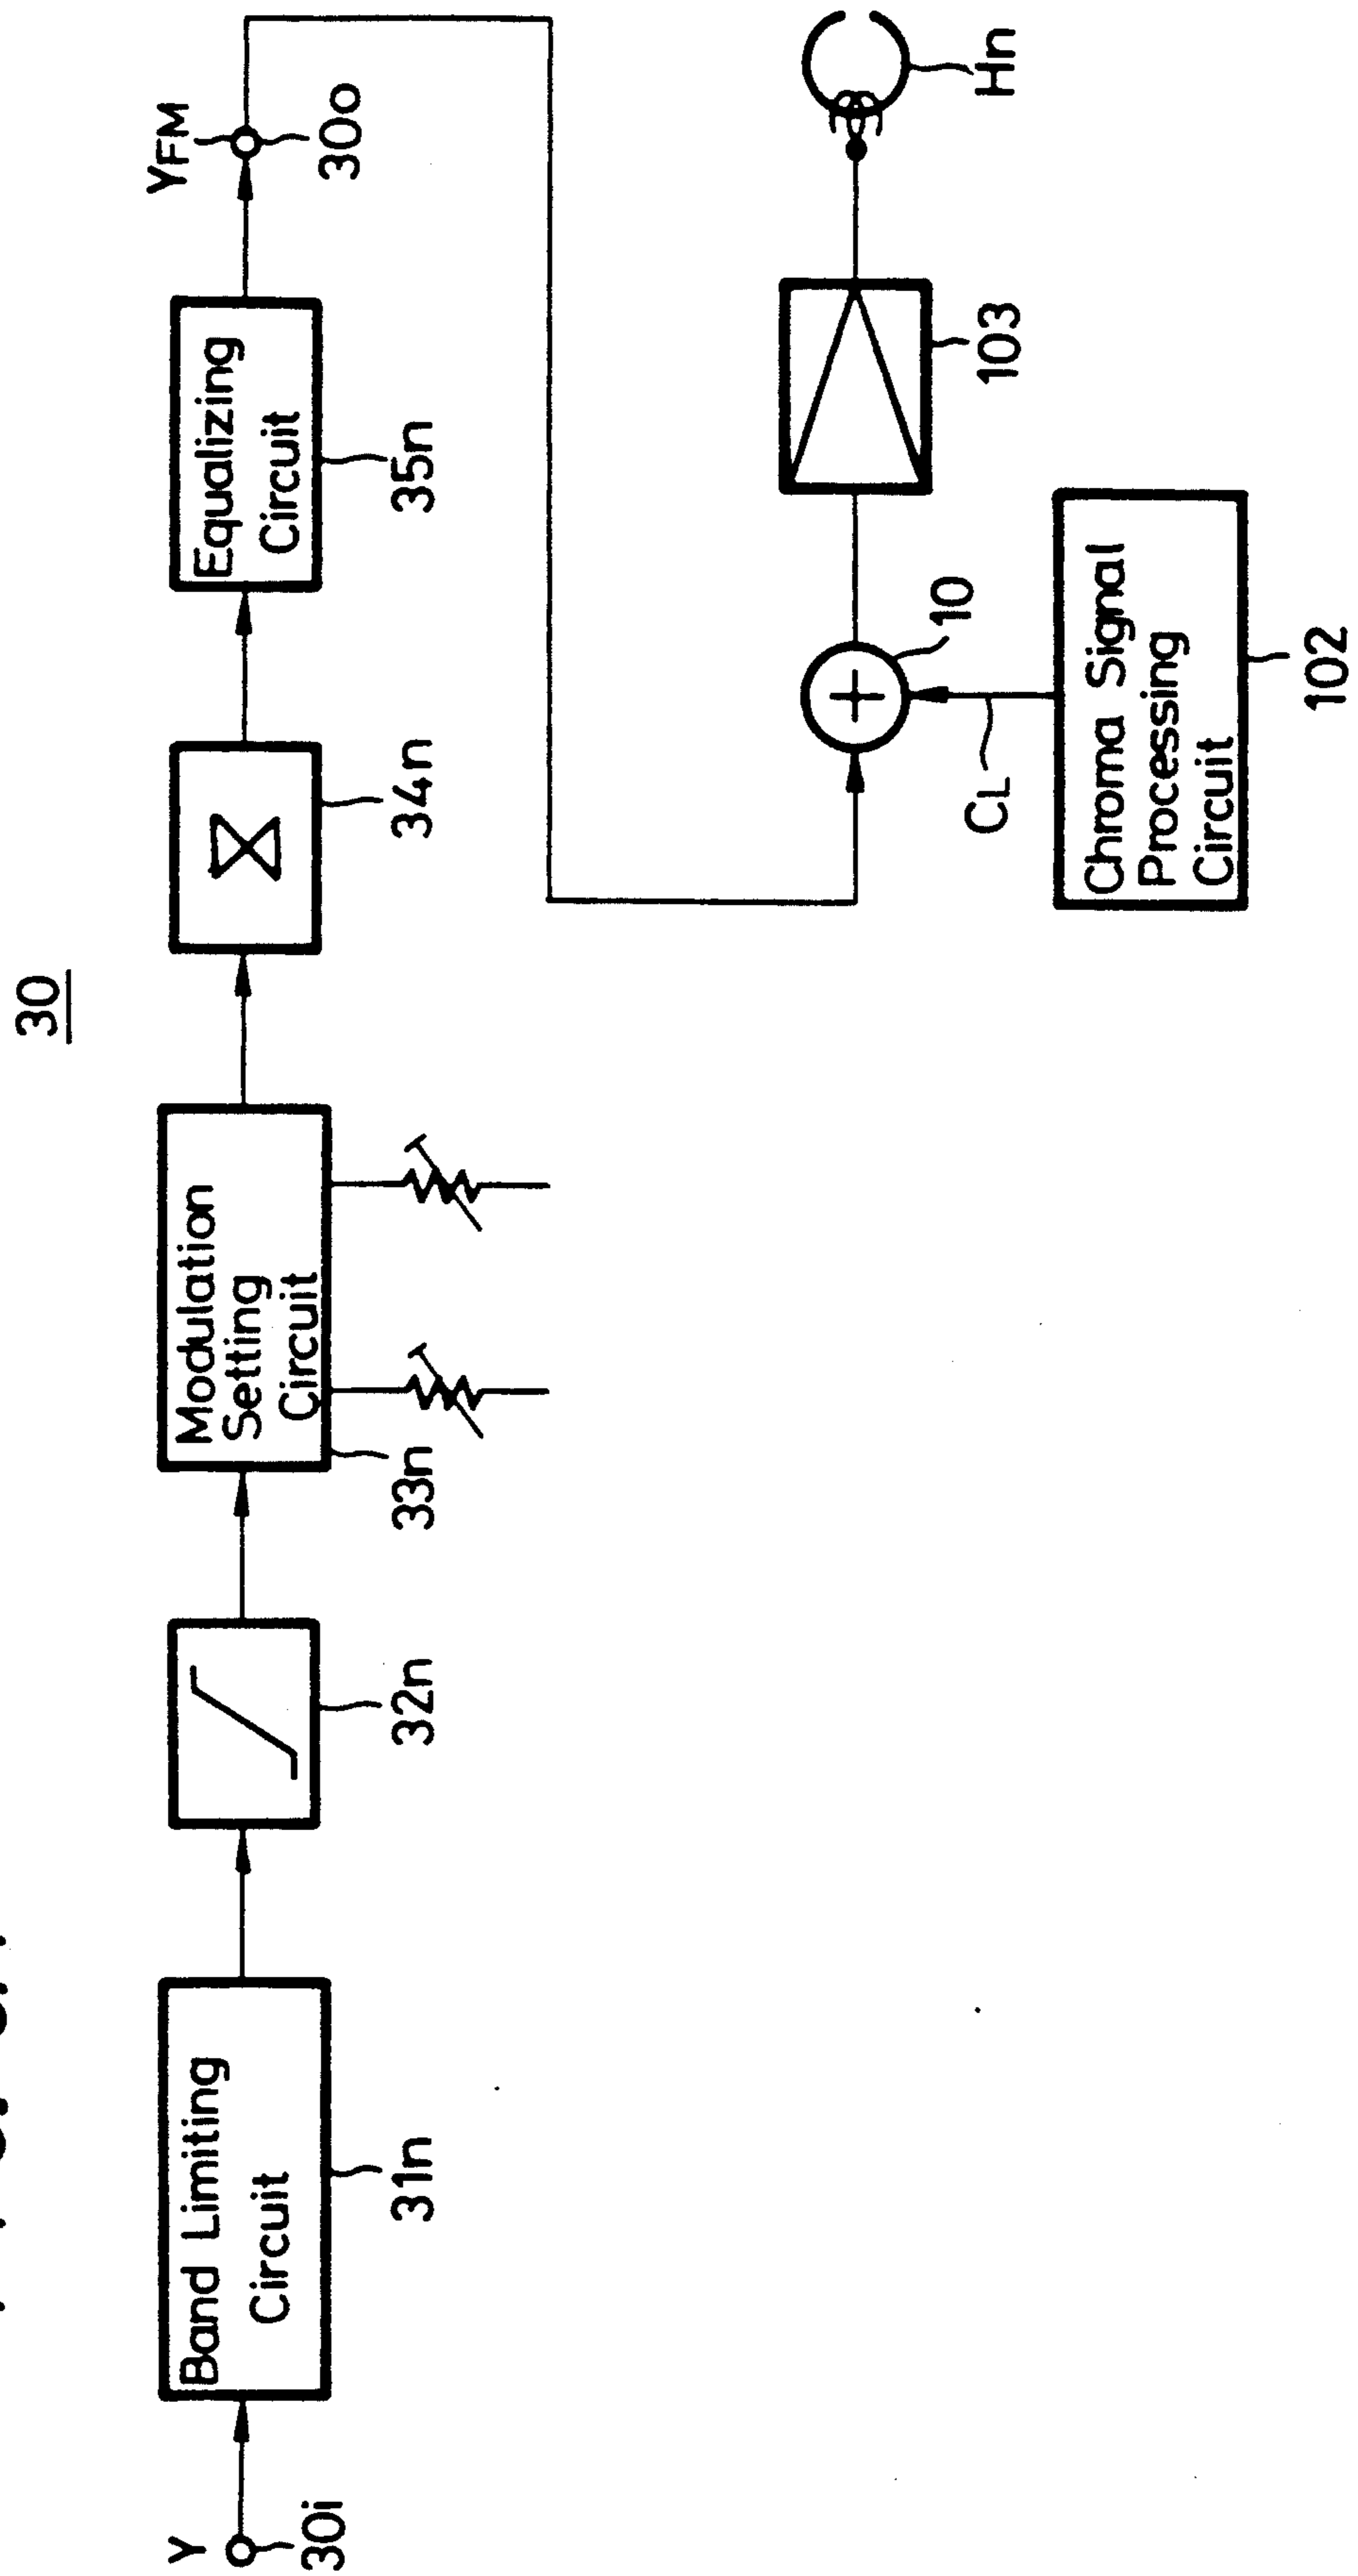 30
Y
30i
Band Limiting
Circuit
31n
32n
Modulation
Setting
Circuit
33n
34n
Equalizing
Circuit
35n
YFM
30o
CL
10
Chroma Signal
Processing
Circuit
102
103
Hn